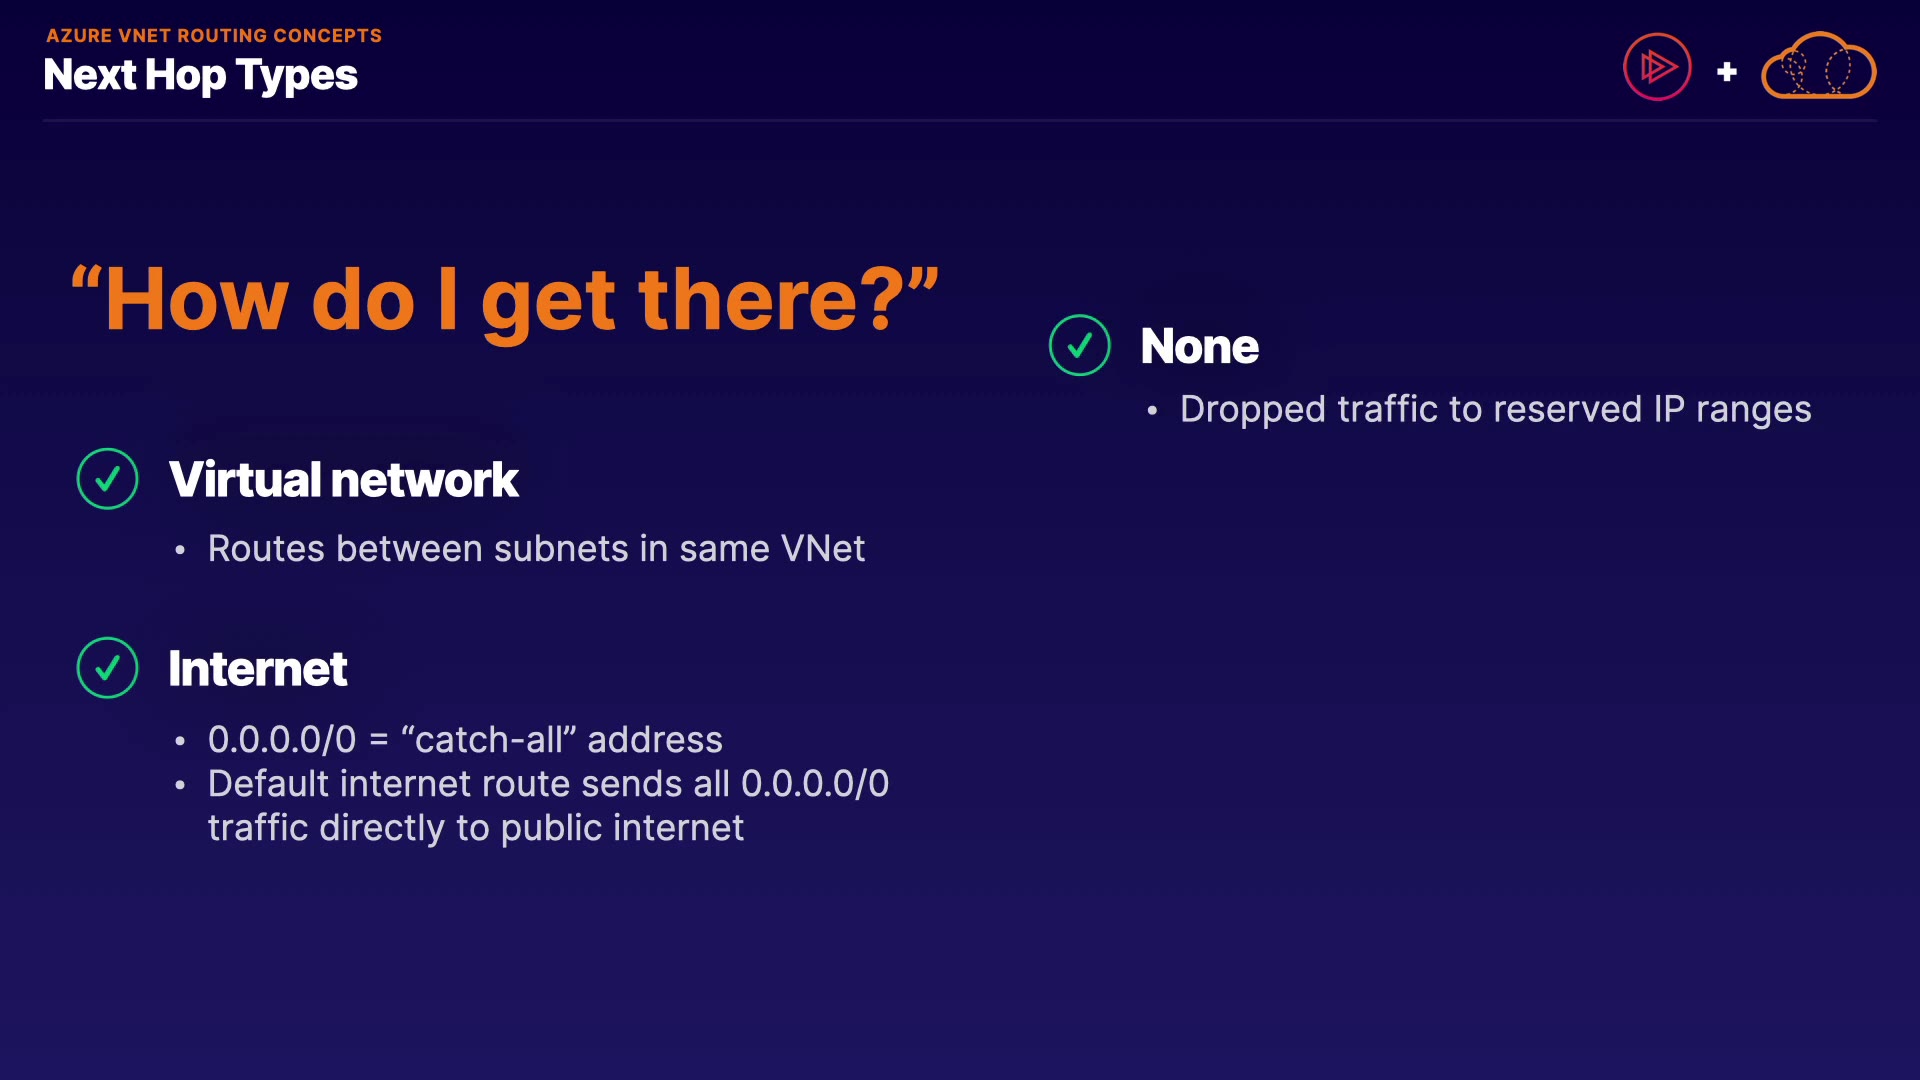 AZURE VNET ROUTING CONCEPTS
Next Hop Types
“How do I get there?”
Virtual network
• Routes between subnets in same VNet
Internet
• 0.0.0.0/0 = “catch-all” address
• Default internet route sends all 0.0.0.0/0
traffic directly to public internet
None
• Dropped traffic to reserved IP ranges
+